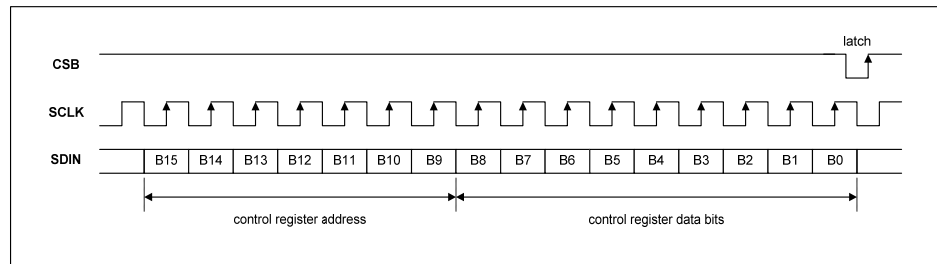 latch
CSB
SCLK
SDIN B15 B14 B13 B12 B11 B10 B9 B8 B7 B6 B5 B4 B3 B2 B1 B0
control register address control register data bits